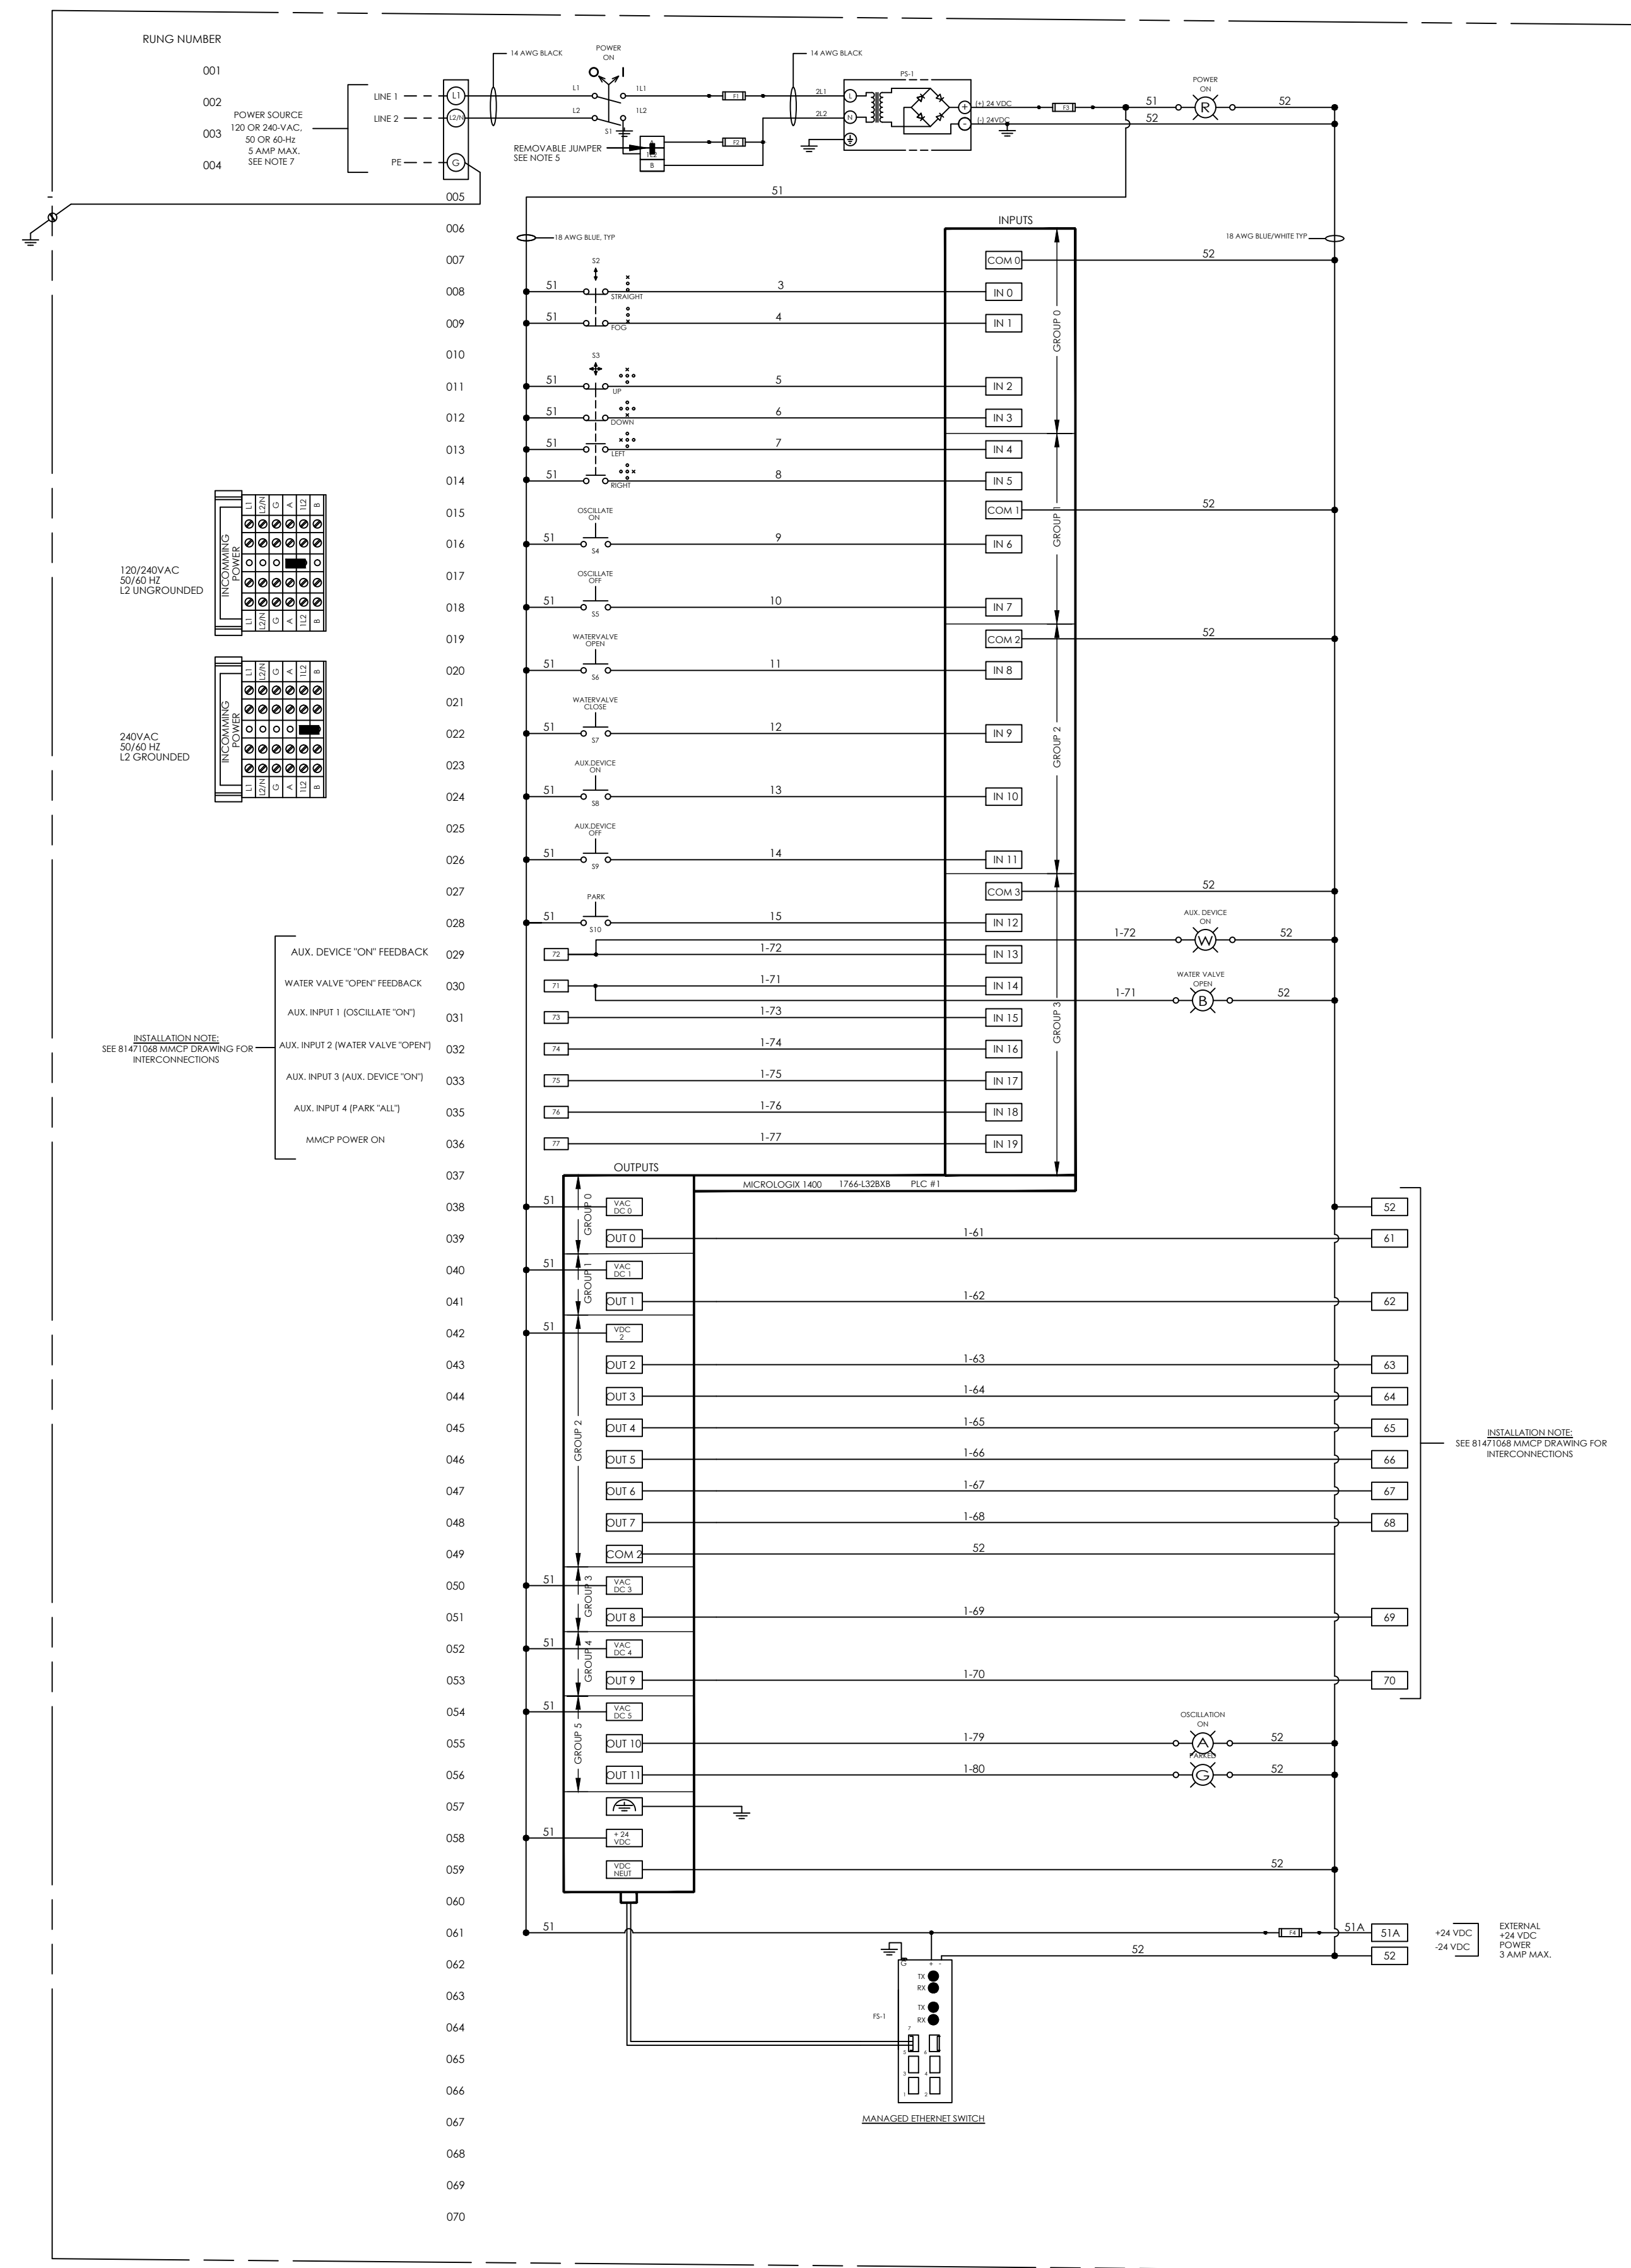 RUNG NUMBER
001
002
003
004
POWER SOURCE
120 OR 240-VAC,
50 OR 60-Hz
5 AMP MAX.
SEE NOTE 7
LINE 1
LINE 2
PE
L1
L2/N
G
14 AWG BLACK
POWER
ON
O I
L1
1L1
L2
1L2
S1
REMOVABLE JUMPER
SEE NOTE 5
1L2
B
F1
F2
14 AWG BLACK
2L1
2L2
PS-1
L
N
+
-
(+) 24 VDC
(-) 24VDC
F3
51
POWER
ON
R
52
52
005
51
006
INPUTS
18 AWG BLUE, TYP
18 AWG BLUE/WHITE TYP
007
S2
COM 0
52
008
51
STRAIGHT
3
IN 0
009
51
FOG
4
IN 1
GROUP 0
010
S3
011
51
UP
5
IN 2
012
51
DOWN
6
IN 3
013
51
LEFT
7
IN 4
014
51
RIGHT
8
IN 5
015
OSCILLATE
ON
COM 1
52
GROUP 1
016
51
S4
9
IN 6
017
OSCILLATE
OFF
018
51
S5
10
IN 7
019
WATERVALVE
OPEN
COM 2
52
020
51
S6
11
IN 8
021
WATERVALVE
CLOSE
022
51
S7
12
IN 9
GROUP 2
023
AUX.DEVICE
ON
024
51
S8
13
IN 10
025
AUX.DEVICE
OFF
026
51
S9
14
IN 11
027
PARK
COM 3
52
028
51
S10
15
IN 12
120/240VAC
50/60 HZ
L2 UNGROUNDED
INCOMMING
POWER
L1 L2/N G A 1L2 B
L1 L2/N G A 1L2 B
240VAC
50/60 HZ
L2 GROUNDED
INCOMMING
POWER
L1 L2/N G A 1L2 B
L1 L2/N G A 1L2 B
INSTALLATION NOTE:
SEE 81471068 MMCP DRAWING FOR
INTERCONNECTIONS
AUX. DEVICE "ON" FEEDBACK
029
72
1-72
IN 13
1-72
AUX. DEVICE
ON
W
52
WATER VALVE "OPEN" FEEDBACK
030
71
1-71
IN 14
1-71
WATER VALVE
OPEN
B
52
AUX. INPUT 1 (OSCILLATE "ON")
031
73
1-73
IN 15
GROUP 3
AUX. INPUT 2 (WATER VALVE "OPEN")
032
74
1-74
IN 16
AUX. INPUT 3 (AUX. DEVICE "ON")
033
75
1-75
IN 17
AUX. INPUT 4 (PARK "ALL")
035
76
1-76
IN 18
MMCP POWER ON
036
77
1-77
IN 19
037
OUTPUTS
MICROLOGIX 1400 1766-L32BXB PLC #1
038
51
GROUP 0
VAC
DC 0
52
039
OUT 0
1-61
61
040
51
GROUP 1
VAC
DC 1
041
OUT 1
1-62
62
042
51
VDC
2
043
OUT 2
1-63
63
044
OUT 3
1-64
64
045
GROUP 2
OUT 4
1-65
65
046
OUT 5
1-66
66
047
OUT 6
1-67
67
048
OUT 7
1-68
68
049
COM 2
52
050
51
GROUP 3
VAC
DC 3
051
OUT 8
1-69
69
052
51
GROUP 4
VAC
DC 4
053
OUT 9
1-70
70
INSTALLATION NOTE:
SEE 81471068 MMCP DRAWING FOR
INTERCONNECTIONS
054
51
GROUP 5
VAC
DC 5
055
OUT 10
1-79
OSCILLATION
ON
A
52
056
OUT 11
1-80
PARKED
G
52
057
058
51
+ 24
VDC
059
VDC
NEUT
52
060
061
51
F4
51A
51A
+24 VDC
-24 VDC
EXTERNAL
+24 VDC
POWER
3 AMP MAX.
062
52
52
G
+ -
063
TX
RX
064
FS-1
TX
RX
7
065
5 6
3 4
066
1 2
067
MANAGED ETHERNET SWITCH
068
069
070